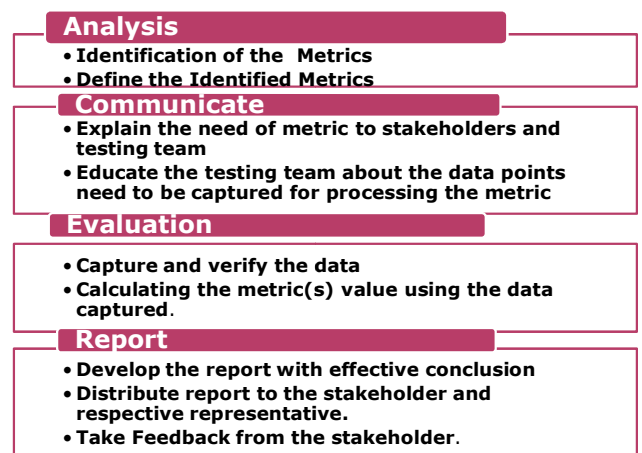 Analysis
• Identification of the Metrics
• Define the Identified Metrics
Communicate
• Explain the need of metric to stakeholders and
testing team
• Educate the testing team about the data points
need to be captured for processing the metric
Evaluation
• Capture and verify the data
• Calculating the metric(s) value using the data
captured.
Report
• Develop the report with effective conclusion
• Distribute report to the stakeholder and
respective representative.
• Take Feedback from the stakeholder.